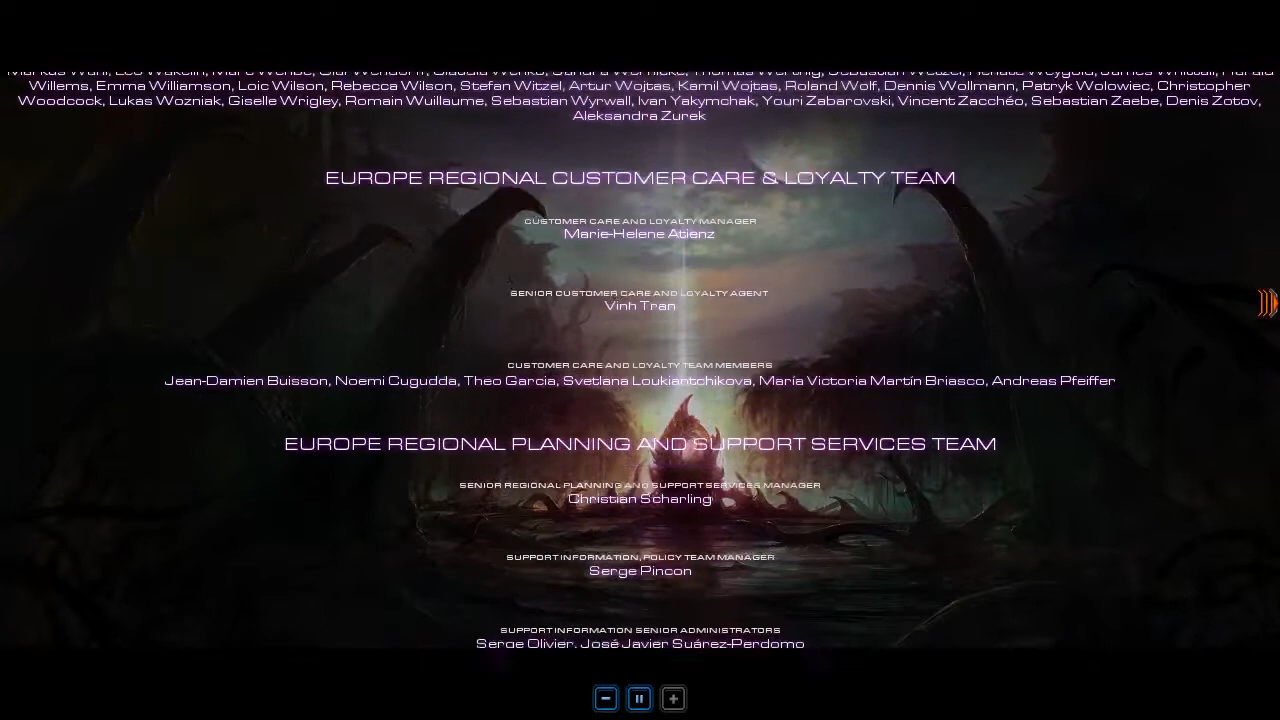 Willems, Emma Williamson, Loic Wilson, Rebecca Wilson, Stefan Witzel, Artur Wojtas, Kamil Wojtas, Roland Wolf, Dennis Wollmann, Patryk Wolowiec, Christopher
Woodcock, Lukas Wozniak, Giselle Wrigley, Romain Wuillaume, Sebastian Wyrwall, Ivan Yakymchak, Youri Zabarovski, Vincent Zacchéo, Sebastian Zaebe, Denis Zotov,
Aleksandra Zurek
EUROPE REGIONAL CUSTOMER CARE & LOYALTY TEAM
CUSTOMER CARE AND LOYALTY MANAGER
Marie-Helene Atienz
SENIOR CUSTOMER CARE AND LOYALTY AGENT
Vinh Tran
CUSTOMER CARE AND LOYALTY TEAM MEMBERS
Jean-Damien Buisson, Noemi Cugudda, Theo Garcia, Svetlana Loukiantchikova, María Victoria Martín Briasco, Andreas Pfeiffer
EUROPE REGIONAL PLANNING AND SUPPORT SERVICES TEAM
SENIOR REGIONAL PLANNING AND SUPPORT SERVICES MANAGER
Christian Scharling
SUPPORT INFORMATION, POLICY TEAM MANAGER
Serge Pincon
SUPPORT INFORMATION SENIOR ADMINISTRATORS
Serge Olivier, José Javier Suárez-Perdomo